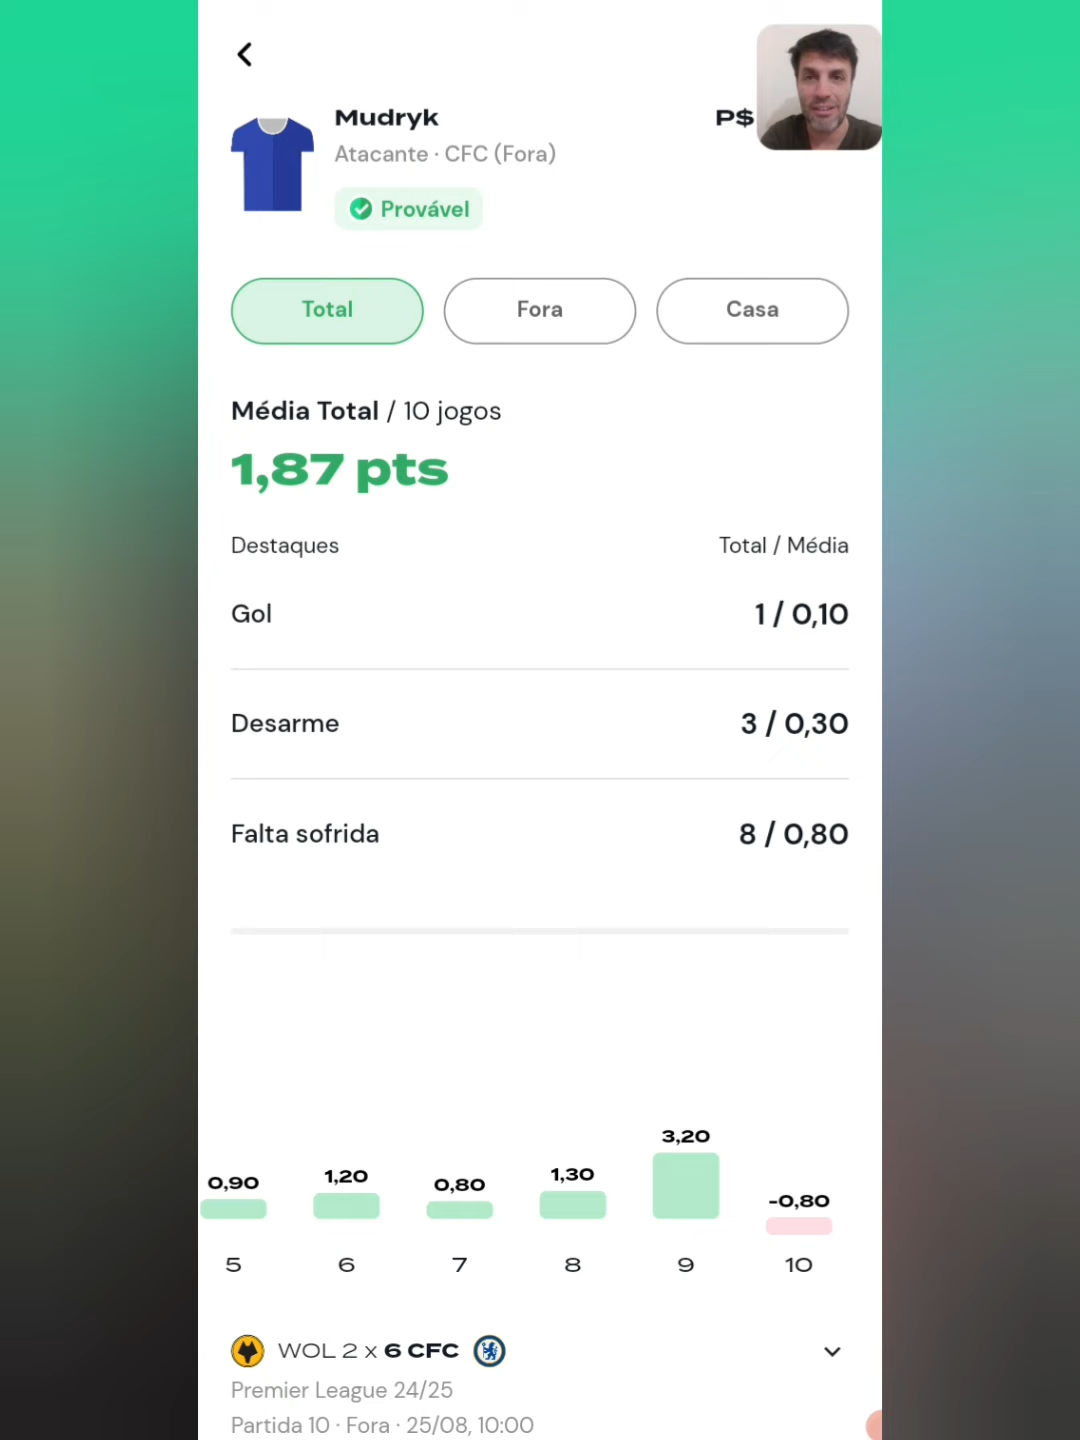 Mudryk
P$
Atacante · CFC (Fora)
Provável
Total
Fora
Casa
Média Total / 10 jogos
1,87 pts
Destaques
Total / Média
Gol
1 / 0,10
Desarme
3 / 0,30
Falta sofrida
8 / 0,80
0,90
1,20
0,80
1,30
3,20
-0,80
5
6
7
8
9
10
WOL 2 x 6 CFC
Premier League 24/25
Partida 10 · Fora · 25/08, 10:00